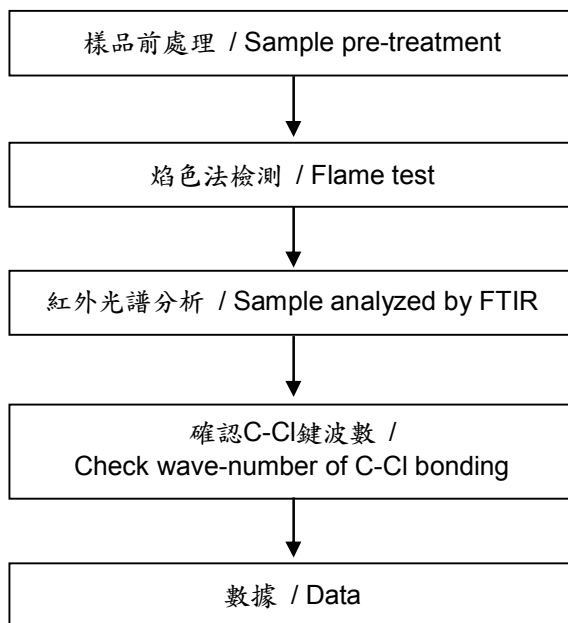 樣品前處理 / Sample pre-treatment
焰色法檢測 / Flame test
紅外光譜分析 / Sample analyzed by FTIR
確認C-Cl鍵波數 /
Check wave-number of C-Cl bonding
數據 / Data